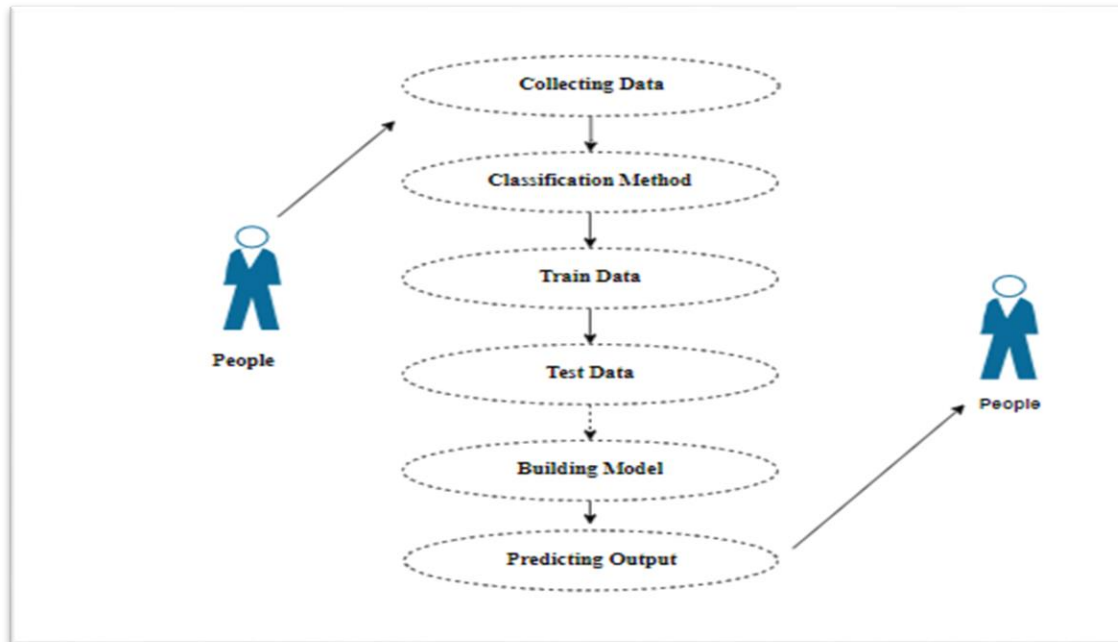 Collecting Data
Classification Method
Train Data
People
Test Data
People
Building Model
Predicting Output